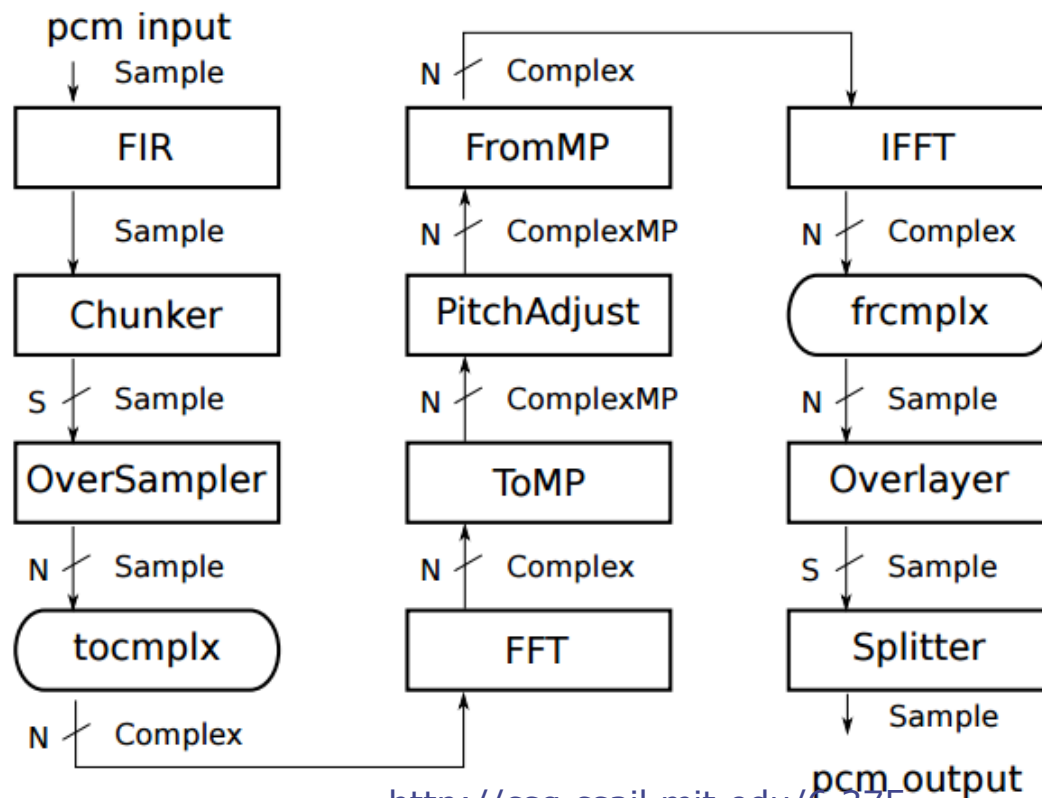 pcm input
Sample
FIR
Sample
Chunker
S Sample
OverSampler
N Sample
tocmplx
N Complex
FFT
N Complex
ToMP
N ComplexMP
PitchAdjust
N ComplexMP
FromMP
N Complex
IFFT
N Complex
frcmplx
N Sample
Overlayer
S Sample
Splitter
Sample
pcm output